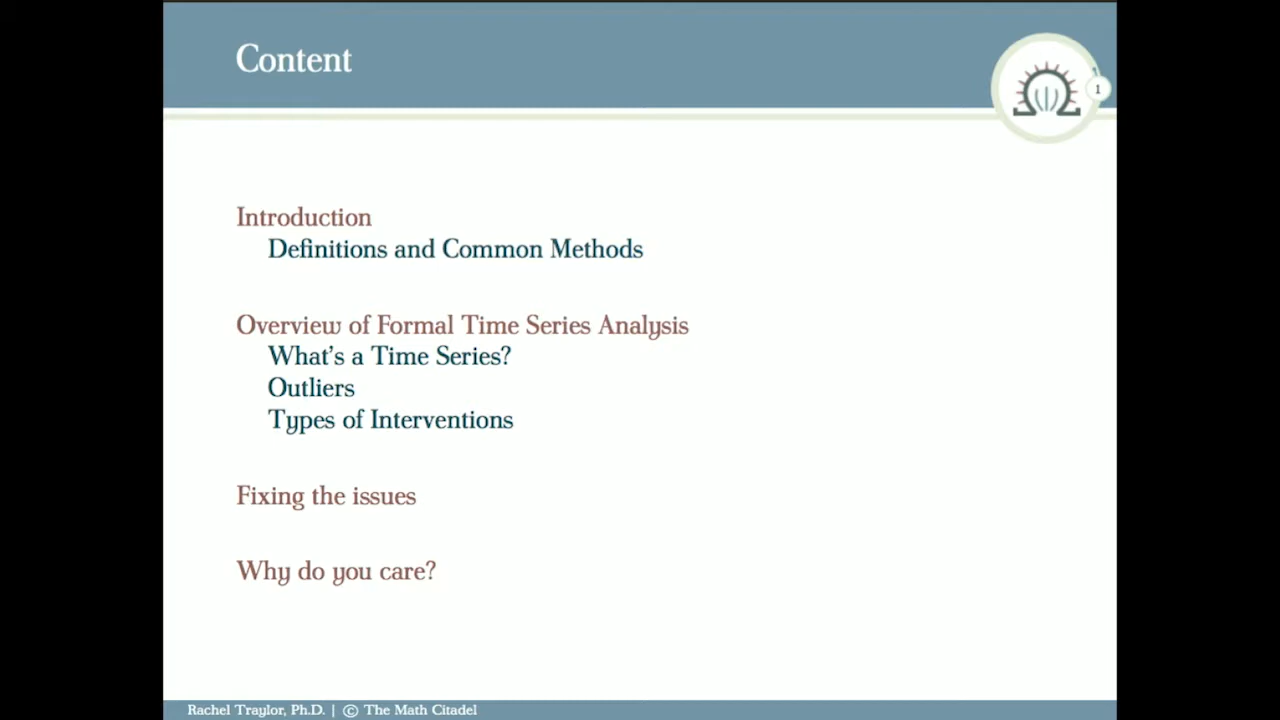 Content
1
Introduction
Definitions and Common Methods
Overview of Formal Time Series Analysis
What's a Time Series?
Outliers
Types of Interventions
Fixing the issues
Why do you care?
Rachel Traylor, Ph.D. | © The Math Citadel